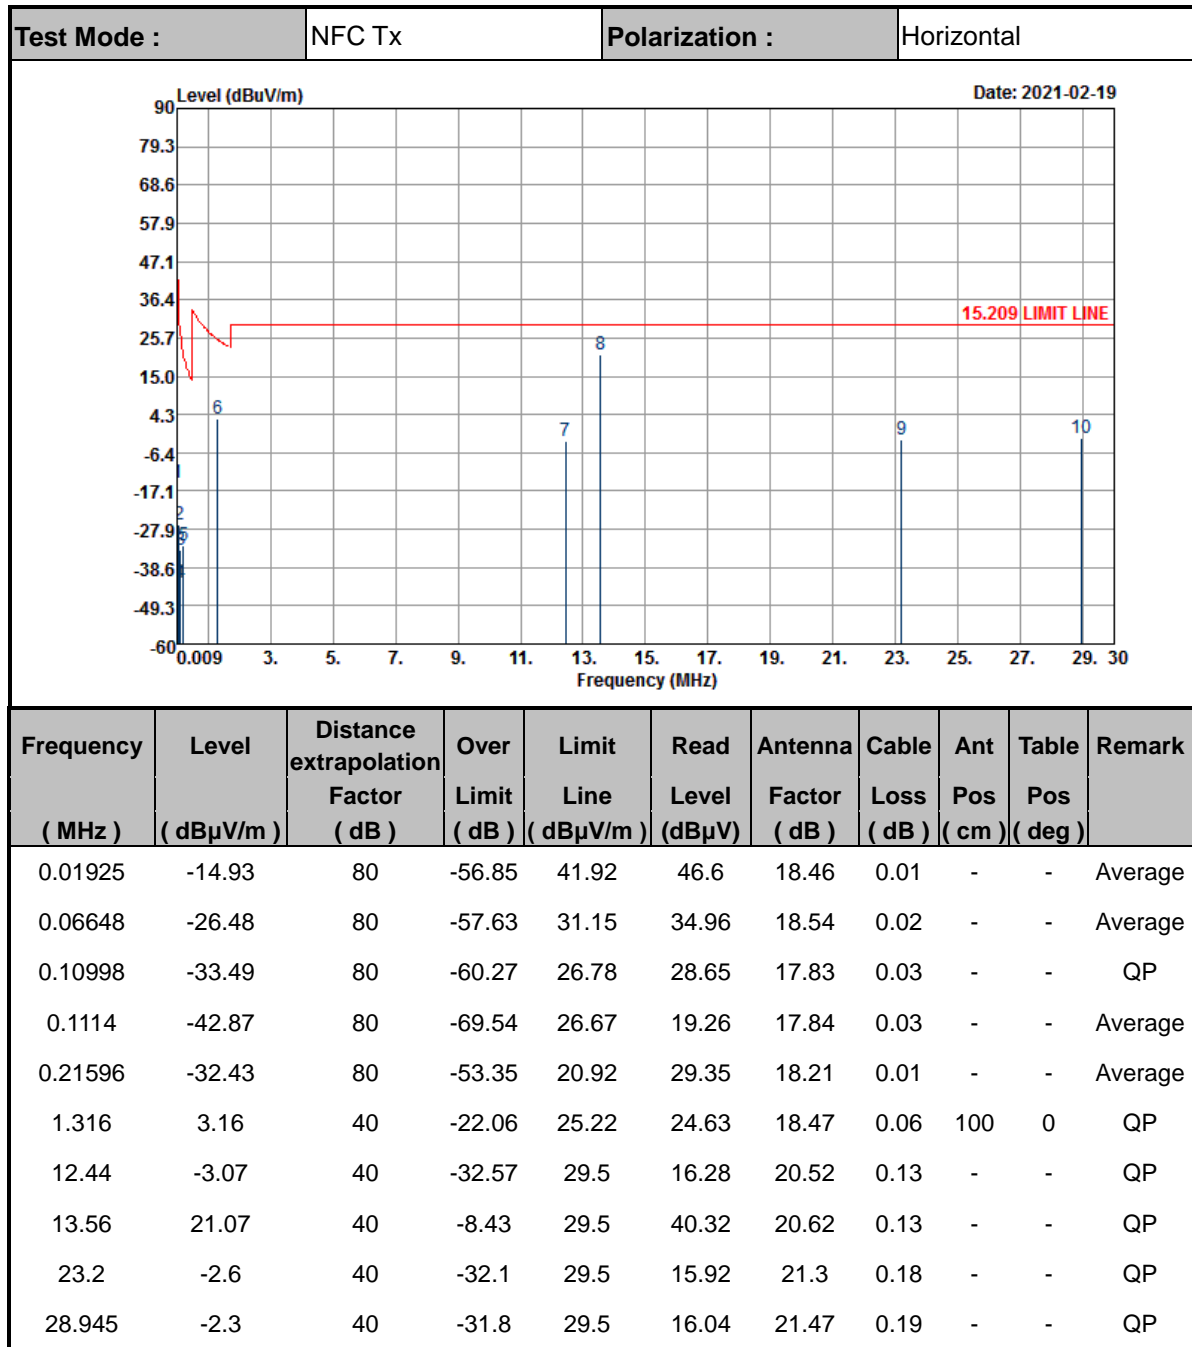 Test Mode : NFC Tx Polarization : Horizontal
Level (dBuV/m) Date: 2021-02-19
90
79.3
68.6
57.9
47.1
36.4
15.209 LIMIT LINE
25.7
8
15.0
6
4.3
7 9 10
-6.4
1
-17.1
2
-27.9
5
3
-38.6
4
-49.3
-60
0.009 3. 5. 7. 9. 11. 13. 15. 17. 19. 21. 23. 25. 27. 29. 30
Frequency (MHz)
Frequency Level Distance extrapolation Over Limit Read Antenna Cable Ant Table Remark
Factor Limit Line Level Factor Loss Pos Pos
( MHz ) ( dBµV/m ) ( dB ) ( dB ) ( dBµV/m ) (dBµV) ( dB ) ( dB ) ( cm ) ( deg )
0.01925 -14.93 80 -56.85 41.92 46.6 18.46 0.01 - - Average
0.06648 -26.48 80 -57.63 31.15 34.96 18.54 0.02 - - Average
0.10998 -33.49 80 -60.27 26.78 28.65 17.83 0.03 - - QP
0.1114 -42.87 80 -69.54 26.67 19.26 17.84 0.03 - - Average
0.21596 -32.43 80 -53.35 20.92 29.35 18.21 0.01 - - Average
1.316 3.16 40 -22.06 25.22 24.63 18.47 0.06 100 0 QP
12.44 -3.07 40 -32.57 29.5 16.28 20.52 0.13 - - QP
13.56 21.07 40 -8.43 29.5 40.32 20.62 0.13 - - QP
23.2 -2.6 40 -32.1 29.5 15.92 21.3 0.18 - - QP
28.945 -2.3 40 -31.8 29.5 16.04 21.47 0.19 - - QP